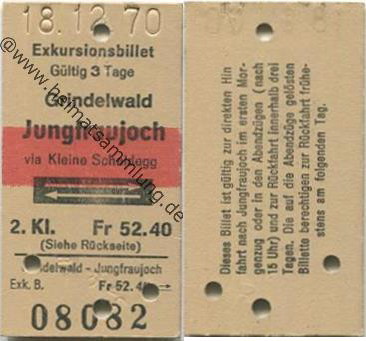 18.12.70
Exkursionsbillet
Gültig 3 Tage
Grindelwald
Jungfraujoch
via Kleine Scheidegg
2. Kl. Fr 52.40
(Siehe Rückseite)
Grindelwald - Jungfraujoch
Exk. B. Fr 52.40
08082
www.heimatsammlung.de
Dieses Billet ist gültig zur direkten Hin
fahrt nach Jungfraujoch im ersten Mor-
genzug oder in den Abendzügen (nach
15 Uhr) und zur Rückfahrt innerhalb drei
Tagen. Die auf die Abendzüge gelösten
Billette berechtigen zur Rückfahrt frühe-
stens am folgenden Tag.